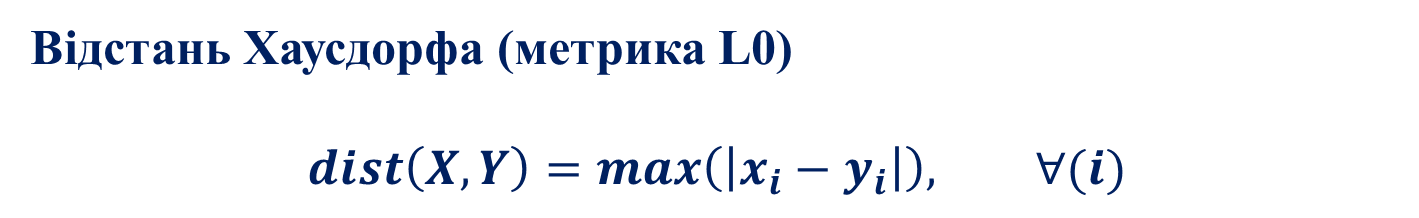 Відстань Хаусдорфа (метрика L0)
dist(X, Y) = max(|xᵢ − yᵢ|), ∀(i)